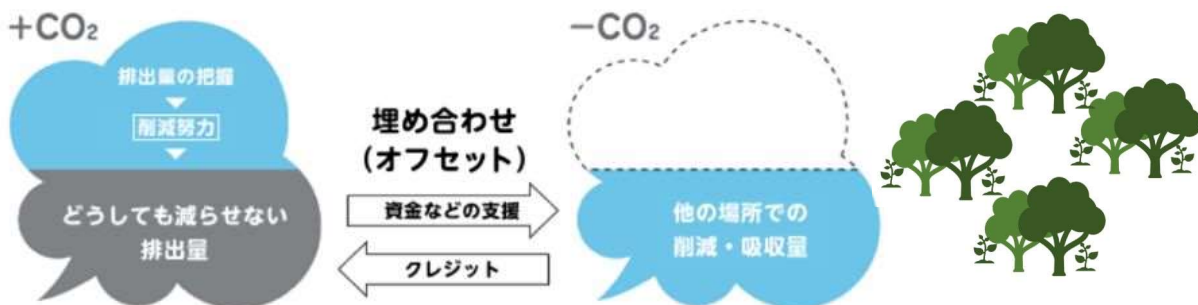 +CO₂
排出量の把握
削減努力
どうしても減らせない
排出量
埋め合わせ
(オフセット)
資金などの支援
クレジット
−CO₂
他の場所での
削減・吸収量